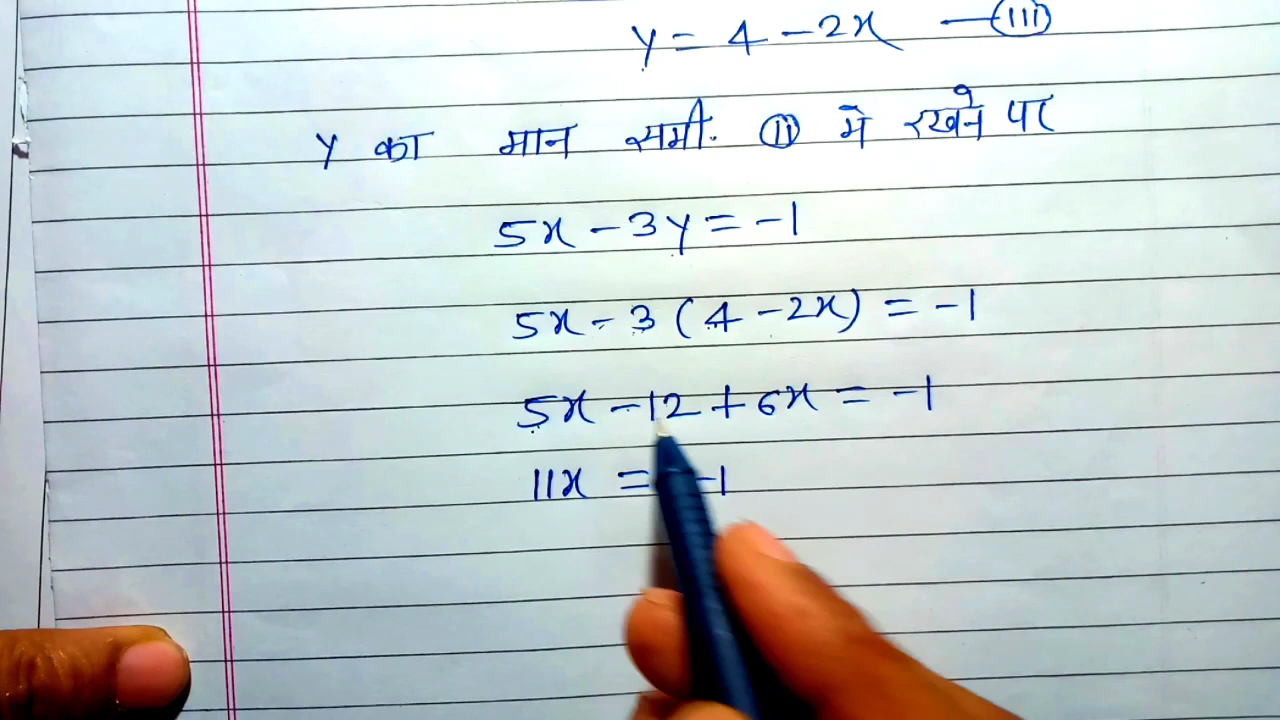 y = 4 - 2x — (iii)
y का मान समी. (ii) मे रखने पर
5x - 3y = -1
5x - 3 (4 - 2x) = -1
5x - 12 + 6x = -1
11x = -1